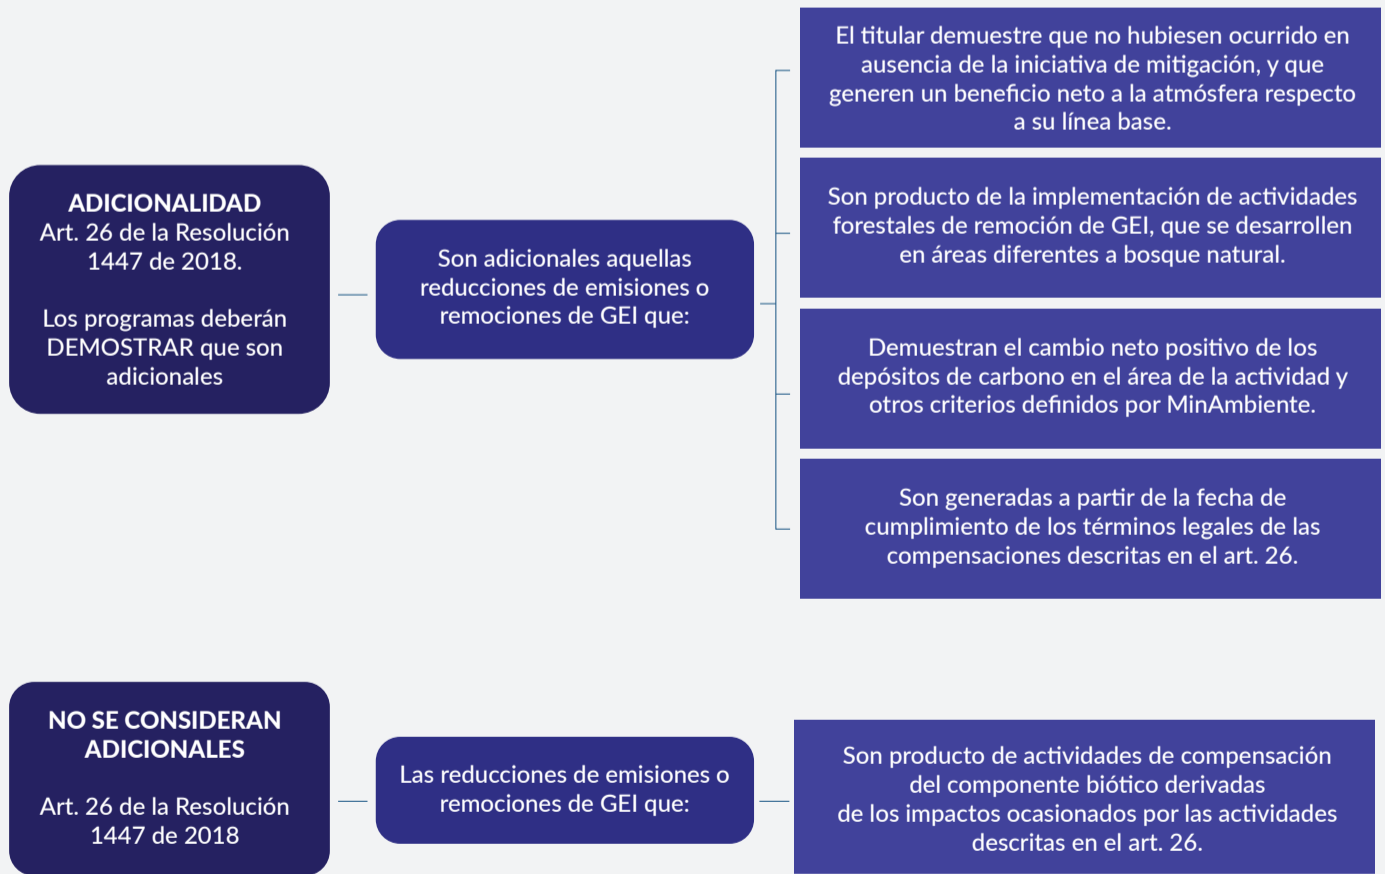 ADICIONALIDAD
Art. 26 de la Resolución
1447 de 2018.
Los programas deberán
DEMOSTRAR que son
adicionales
Son adicionales aquellas
reducciones de emisiones o
remociones de GEI que:
El titular demuestre que no hubiesen ocurrido en
ausencia de la iniciativa de mitigación, y que
generen un beneficio neto a la atmósfera respecto
a su línea base.
Son producto de la implementación de actividades
forestales de remoción de GEI, que se desarrollen
en áreas diferentes a bosque natural.
Demuestran el cambio neto positivo de los
depósitos de carbono en el área de la actividad y
otros criterios definidos por MinAmbiente.
Son generadas a partir de la fecha de
cumplimiento de los términos legales de las
compensaciones descritas en el art. 26.
NO SE CONSIDERAN
ADICIONALES
Art. 26 de la Resolución
1447 de 2018
Las reducciones de emisiones o
remociones de GEI que:
Son producto de actividades de compensación
del componente biótico derivadas
de los impactos ocasionados por las actividades
descritas en el art. 26.